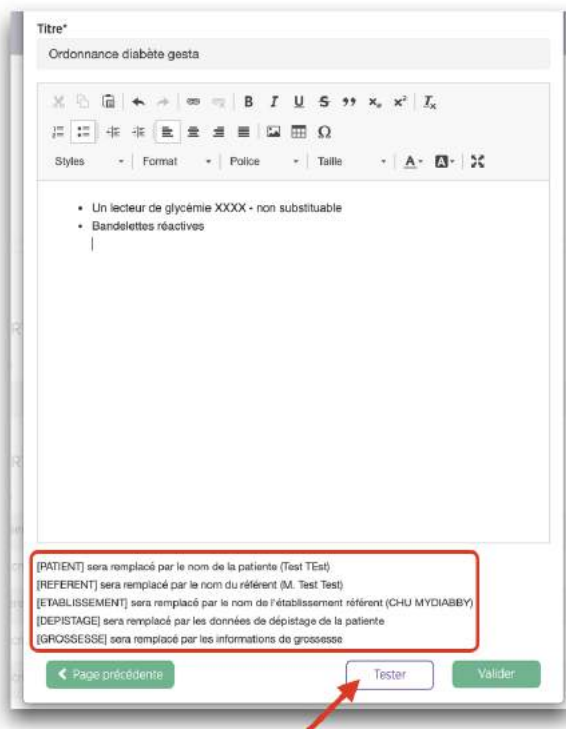 Titre*
Ordonnance diabète gesta
B I U S x₂ x² Ix
Styles Format Police Taille A A
Un lecteur de glycémie XXXX - non substituable
Bandelettes réactives
[PATIENT] sera remplacé par le nom de la patiente (Test TEst)
[REFERENT] sera remplacé par le nom du référent (M. Test Test)
[ETABLISSEMENT] sera remplacé par le nom de l'établissement référent (CHU MYDIABBY)
[DEPISTAGE] sera remplacé par les données de dépistage de la patiente
[GROSSESSE] sera remplacé par les informations de grossesse
Page précédente Tester Valider